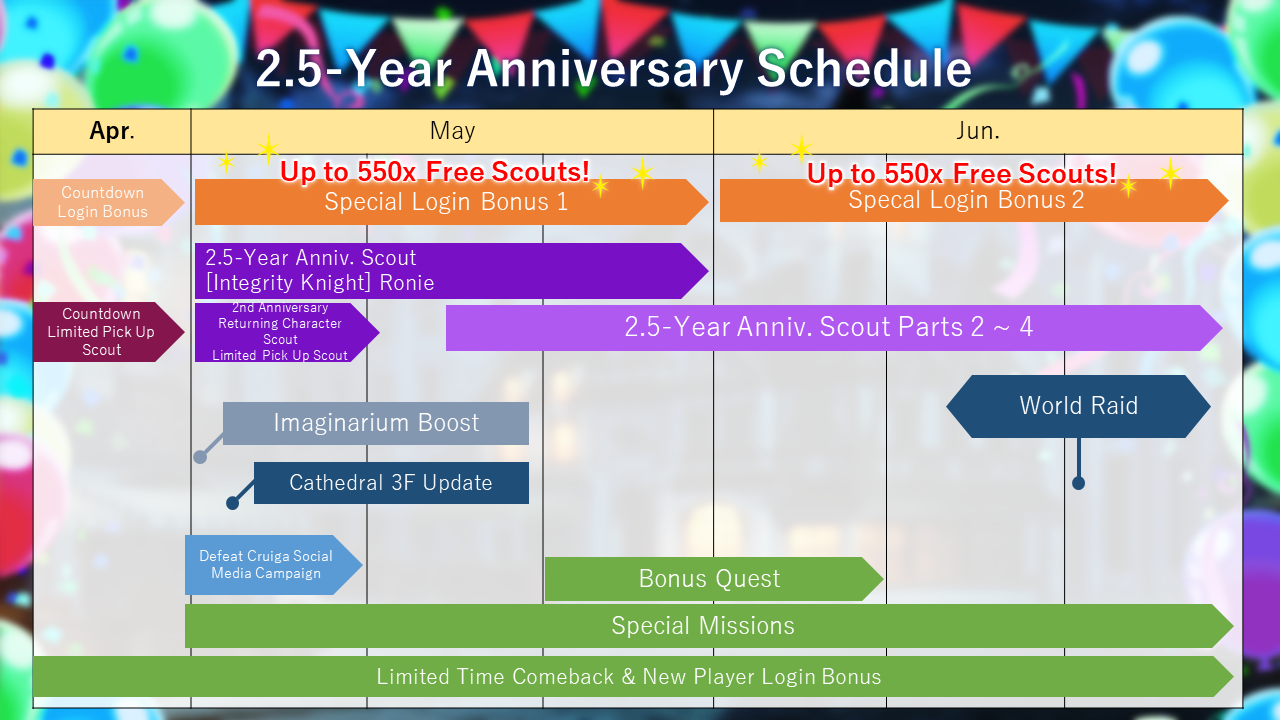 2.5-Year Anniversary Schedule
Apr.
May
Jun.
Up to 550x Free Scouts!
Up to 550x Free Scouts!
Countdown
Login Bonus
Special Login Bonus 1
Specal Login Bonus 2
2.5-Year Anniv. Scout
[Integrity Knight] Ronie
Countdown
Limited Pick Up
Scout
2nd Anniversary
Returning Character
Scout
Limited Pick Up Scout
2.5-Year Anniv. Scout Parts 2 ~ 4
World Raid
Imaginarium Boost
Cathedral 3F Update
Defeat Cruiga Social
Media Campaign
Bonus Quest
Special Missions
Limited Time Comeback & New Player Login Bonus